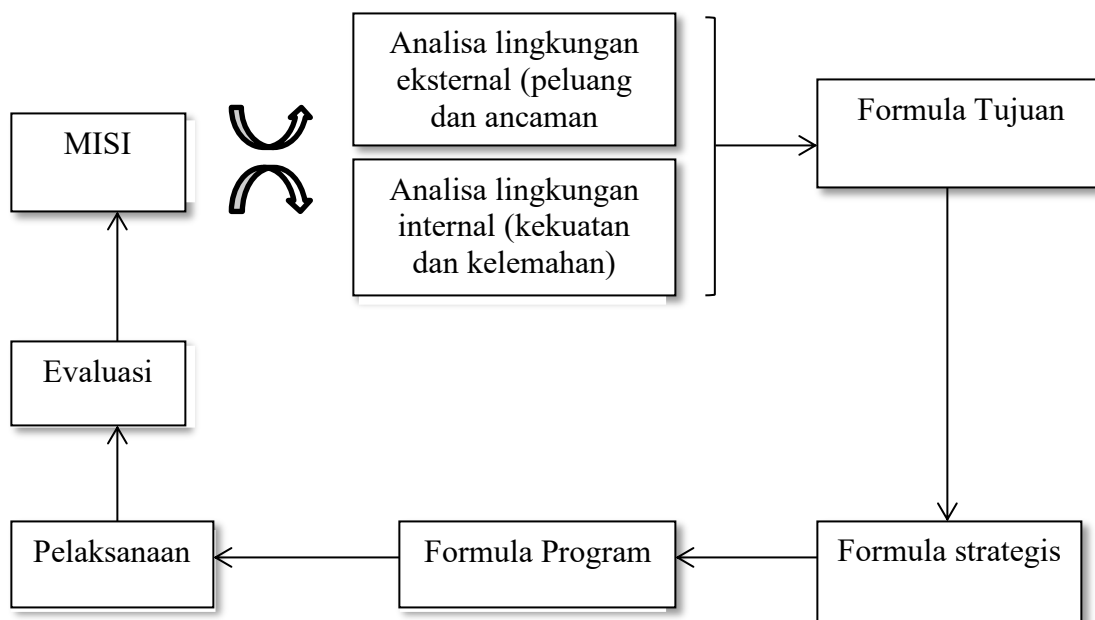 MISI
Analisa lingkungan
eksternal (peluang
dan ancaman
Analisa lingkungan
internal (kekuatan
dan kelemahan)
Formula Tujuan
Evaluasi
Pelaksanaan
Formula Program
Formula strategis